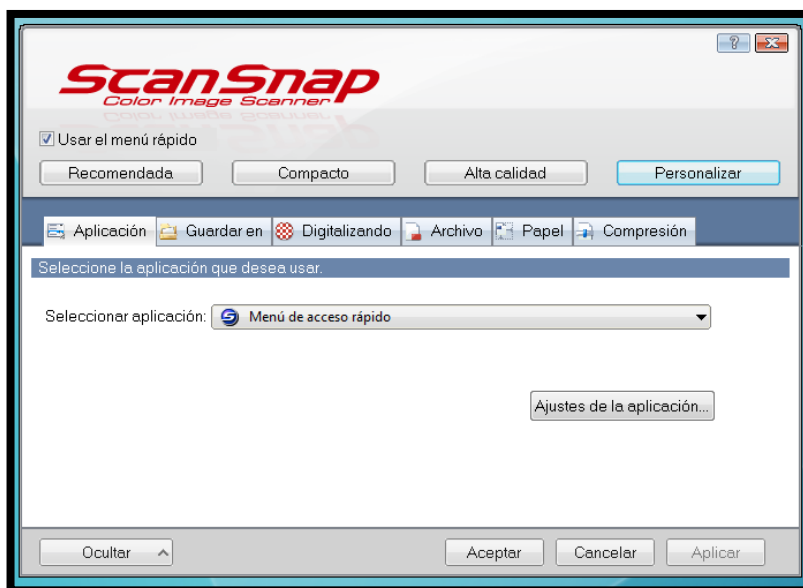 ScanSnap
Color Image Scanner
Usar el menú rápido
Recomendada Compacto Alta calidad Personalizar
Aplicación Guardar en Digitalizando Archivo Papel Compresión
Seleccione la aplicación que desea usar.
Seleccionar aplicación: Menú de acceso rápido
Ajustes de la aplicación...
Ocultar Aceptar Cancelar Aplicar